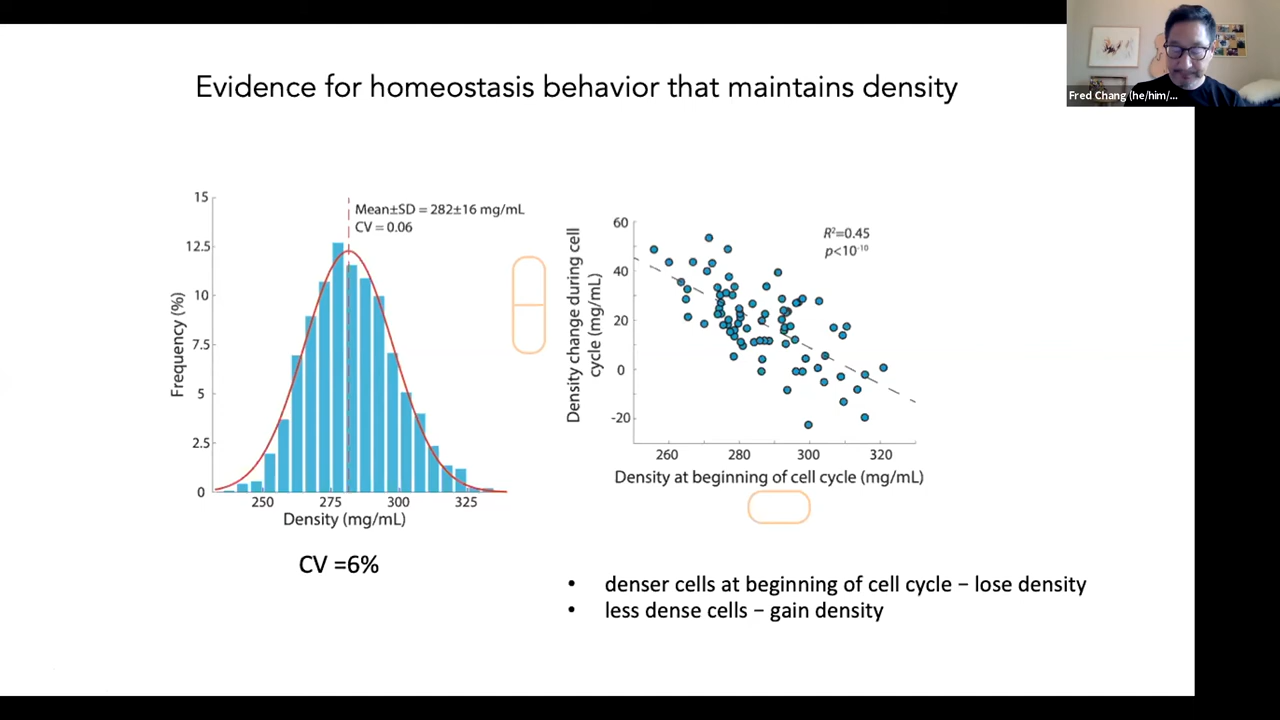 Evidence for homeostasis behavior that maintains density
Fred Chang (he/him/...
15
12.5
10
7.5
5
2.5
0
Frequency (%)
Mean±SD = 282±16 mg/mL
CV = 0.06
250
275
300
325
Density (mg/mL)
CV =6%
Density change during cell
cycle (mg/mL)
60
40
20
0
-20
R²=0.45
p<10⁻¹⁰
260
280
300
320
Density at beginning of cell cycle (mg/mL)
• denser cells at beginning of cell cycle – lose density
• less dense cells – gain density